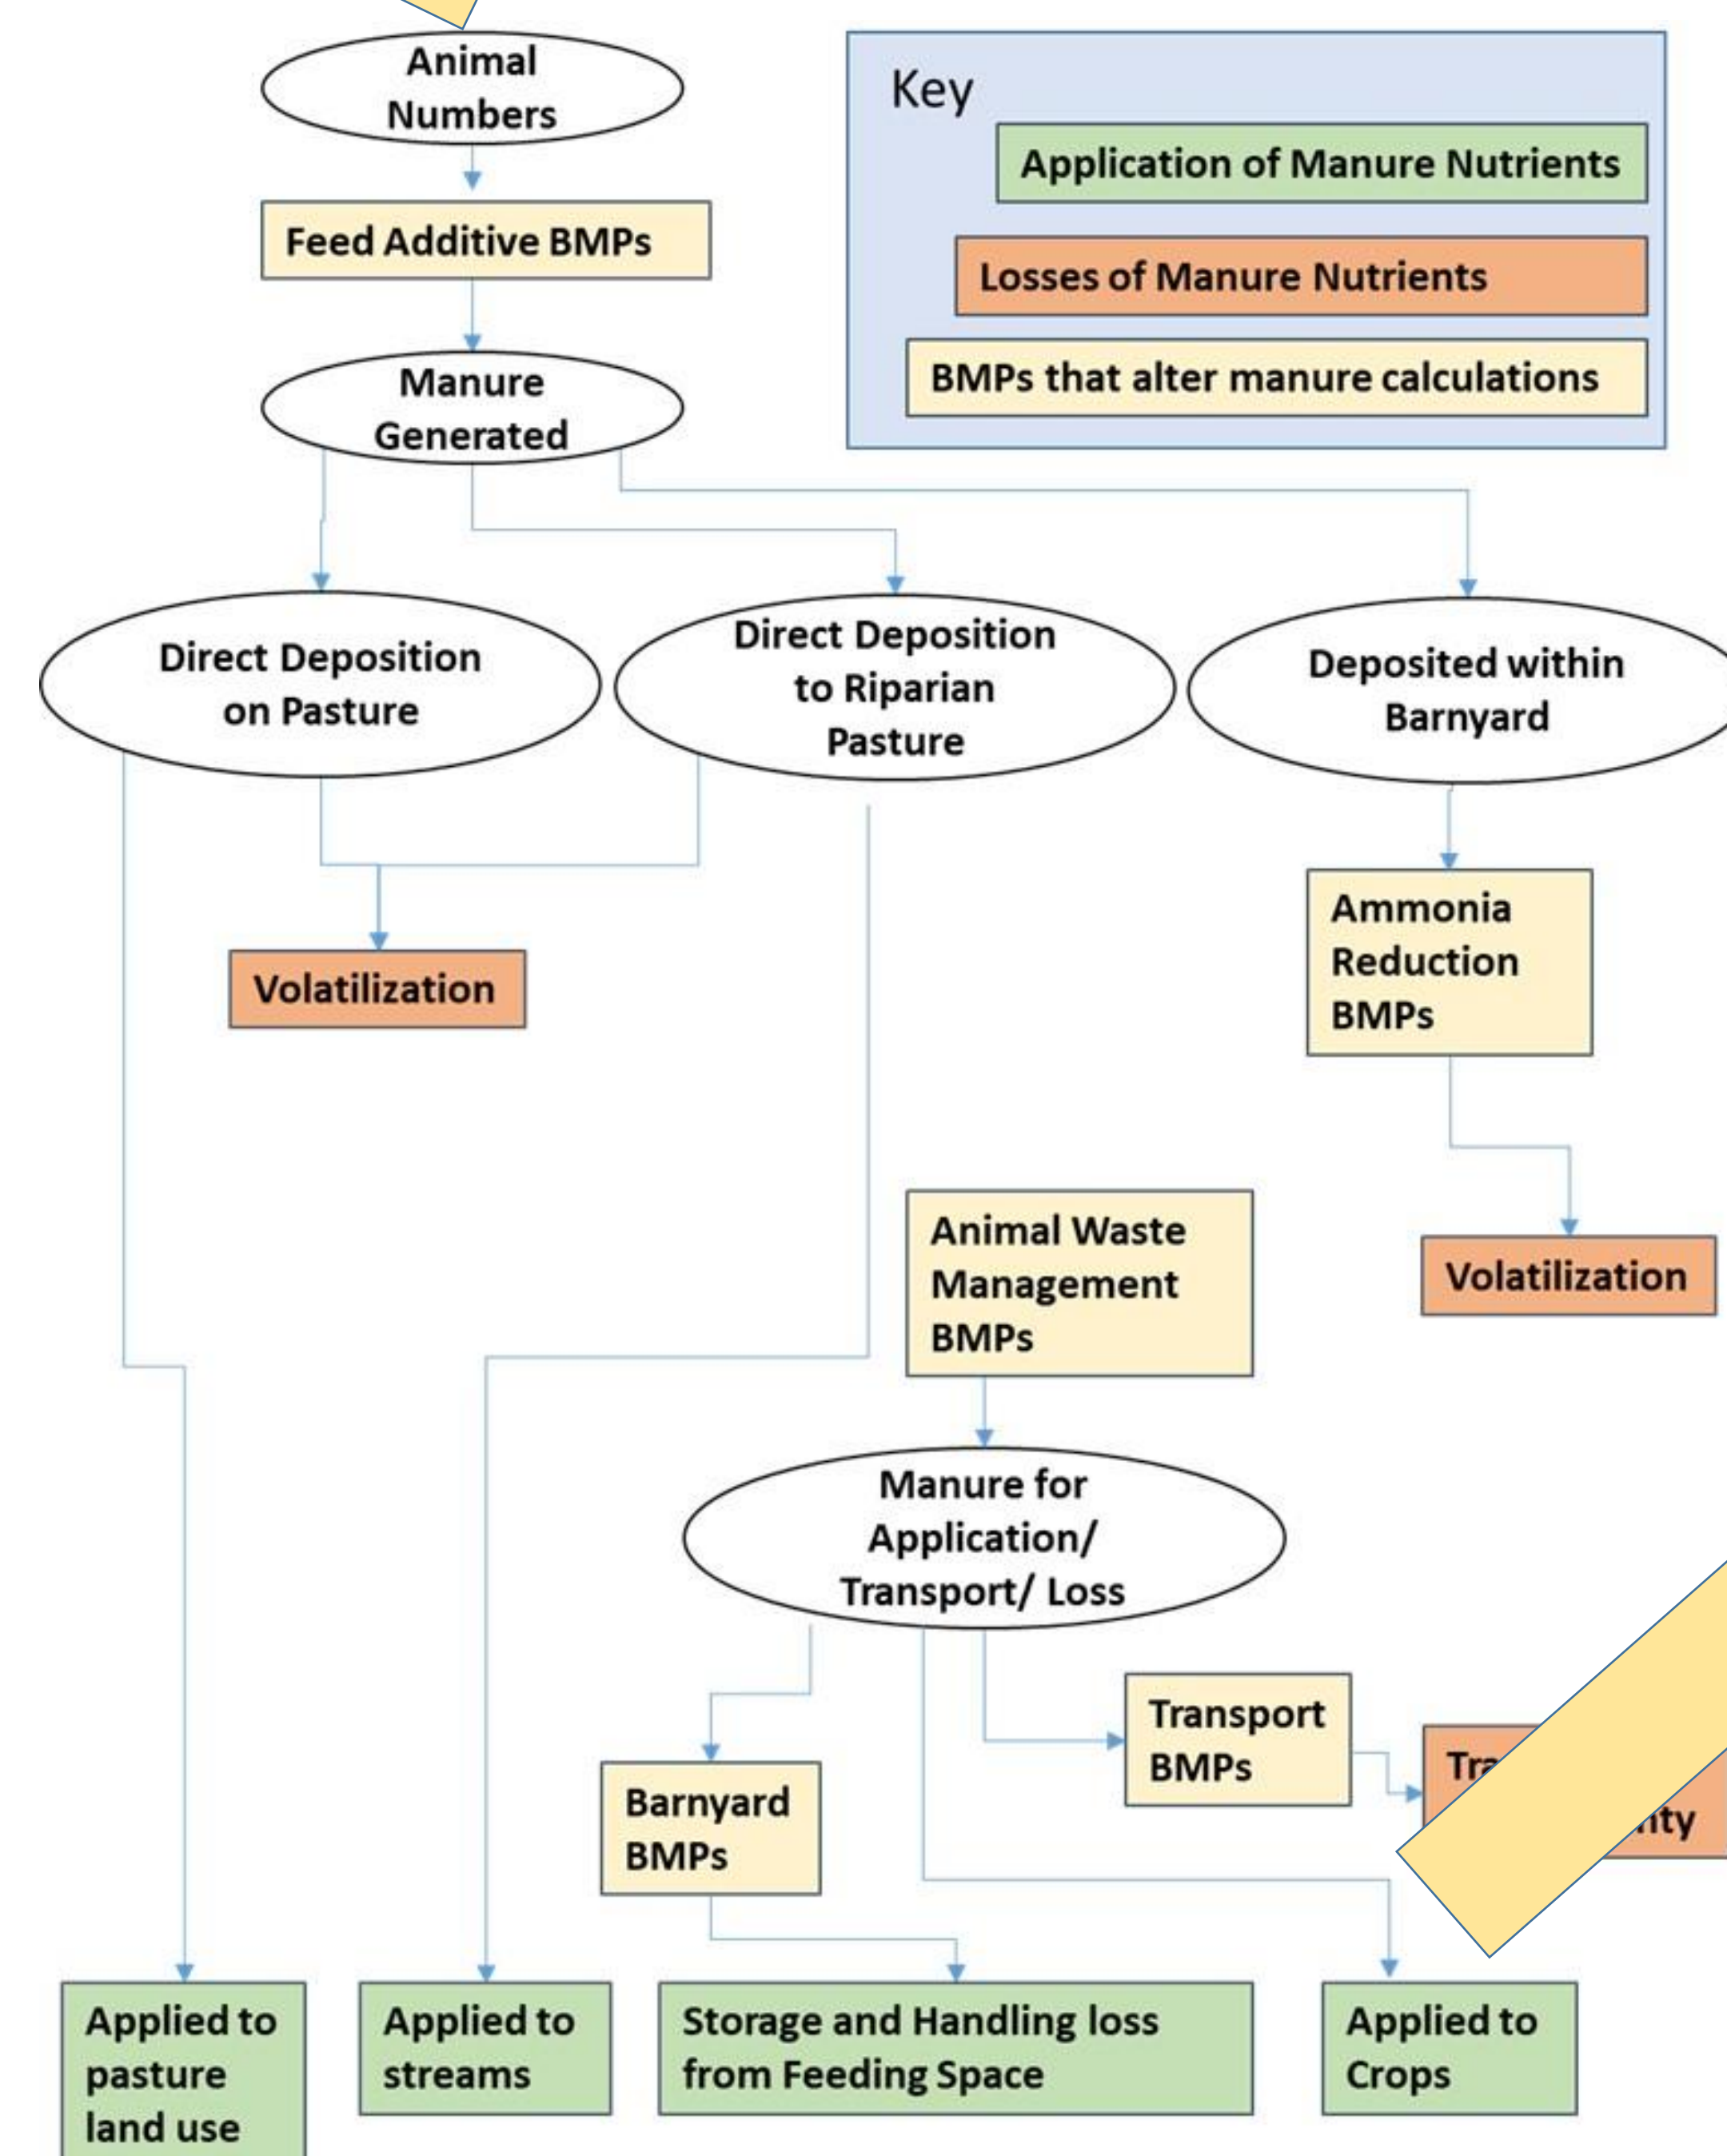 Animal
Numbers
Key
Application of Manure Nutrients
Feed Additive BMPs
Losses of Manure Nutrients
BMPs that alter manure calculations
Manure
Generated
Direct Deposition
on Pasture
Direct Deposition
to Riparian
Pasture
Deposited within
Barnyard
Volatilization
Ammonia
Reduction
BMPs
Animal Waste
Management
BMPs
Volatilization
Manure for
Application/
Transport/ Loss
Transport
BMPs
Barnyard
BMPs
Applied to
pasture
land use
Applied to
streams
Storage and Handling loss
from Feeding Space
Applied to
Crops